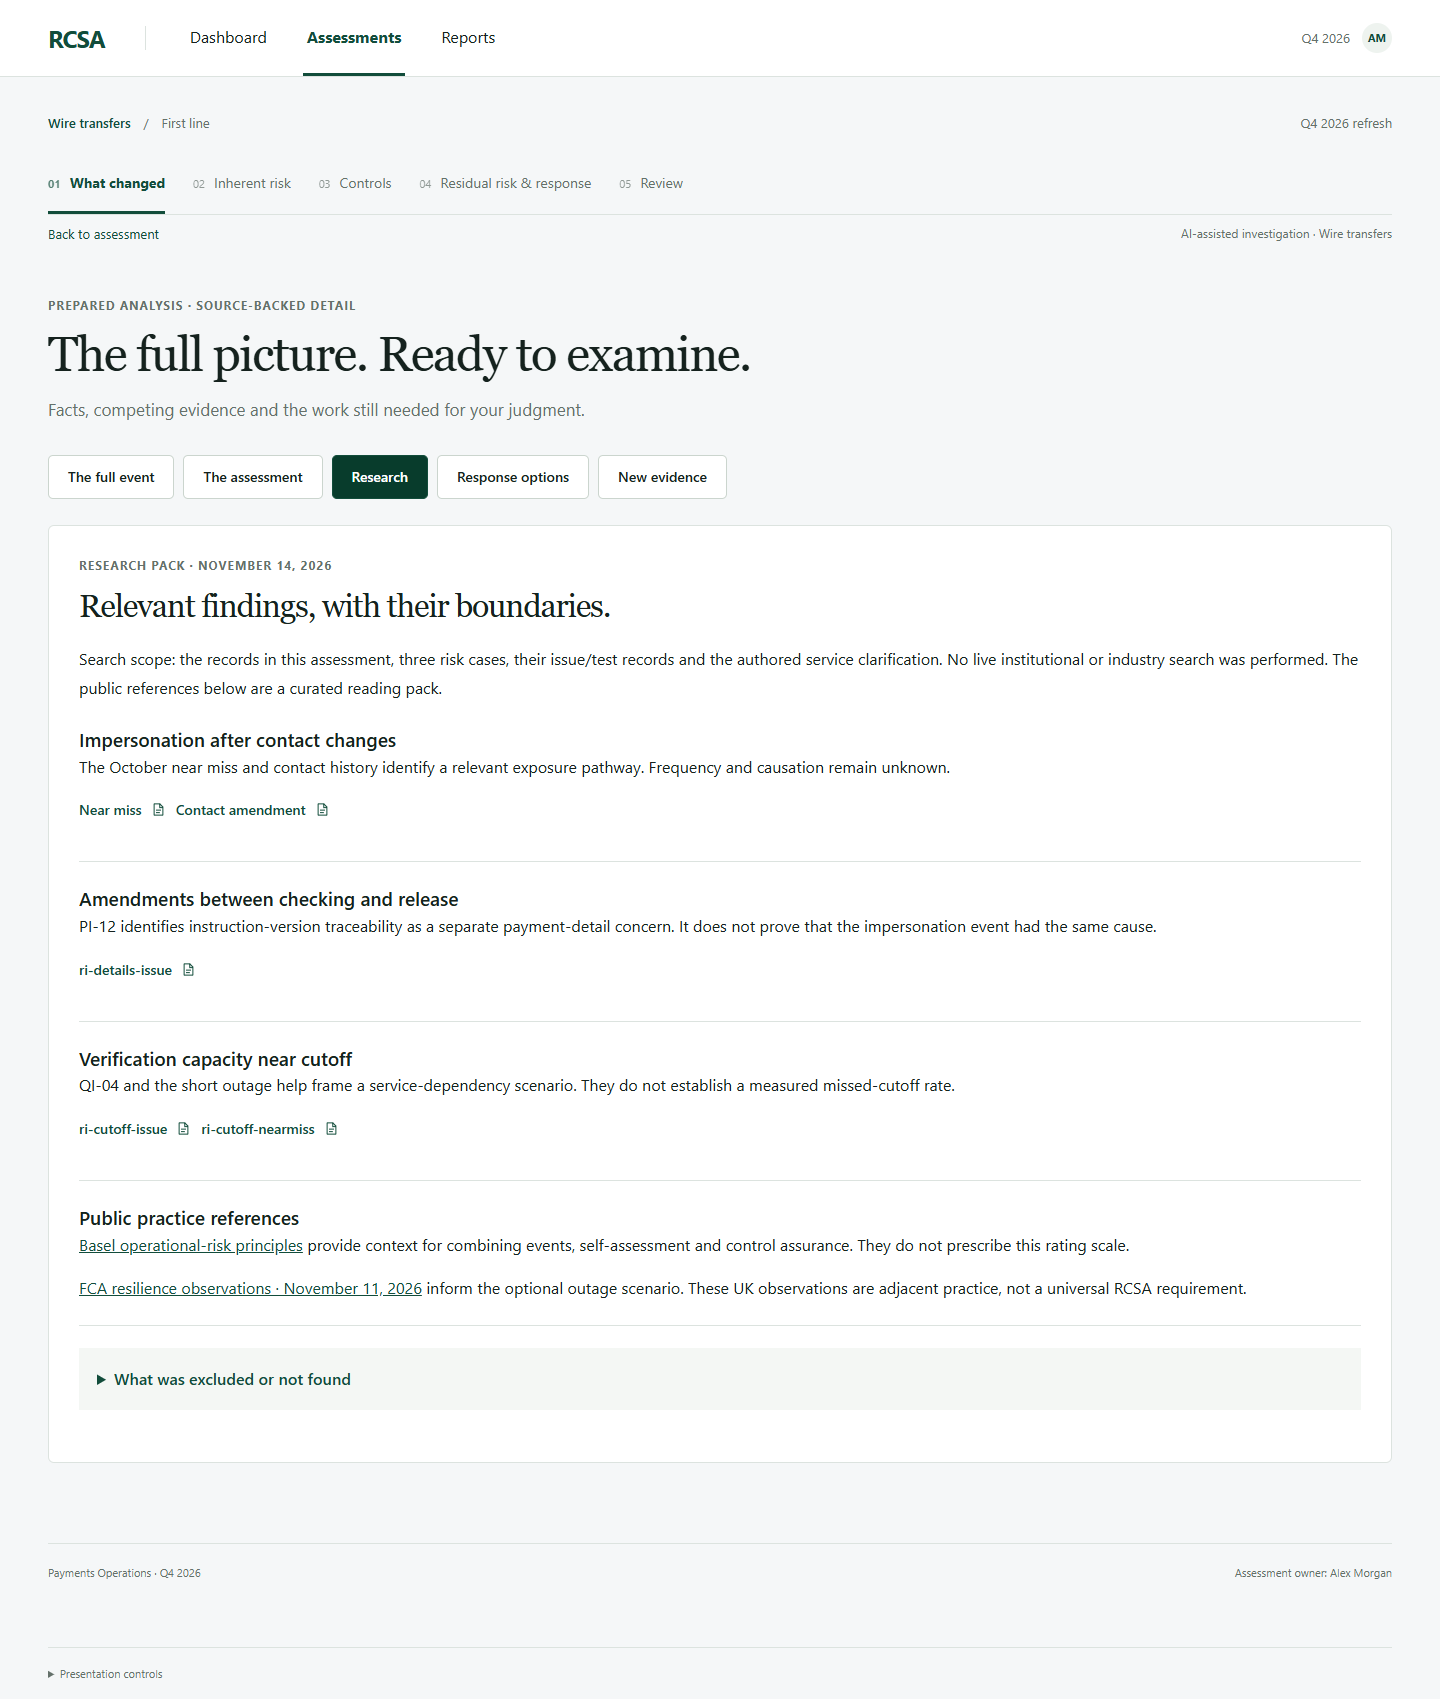 RCSA
Dashboard
Assessments
Reports
Q4 2026
AM
Wire transfers / First line
Q4 2026 refresh
01 What changed
02 Inherent risk
03 Controls
04 Residual risk & response
05 Review
Back to assessment
AI-assisted investigation · Wire transfers
PREPARED ANALYSIS · SOURCE-BACKED DETAIL
The full picture. Ready to examine.
Facts, competing evidence and the work still needed for your judgment.
The full event
The assessment
Research
Response options
New evidence
RESEARCH PACK · NOVEMBER 14, 2026
Relevant findings, with their boundaries.
Search scope: the records in this assessment, three risk cases, their issue/test records and the authored service clarification. No live institutional or industry search was performed. The
public references below are a curated reading pack.
Impersonation after contact changes
The October near miss and contact history identify a relevant exposure pathway. Frequency and causation remain unknown.
Near miss
Contact amendment
Amendments between checking and release
PI-12 identifies instruction-version traceability as a separate payment-detail concern. It does not prove that the impersonation event had the same cause.
ri-details-issue
Verification capacity near cutoff
QI-04 and the short outage help frame a service-dependency scenario. They do not establish a measured missed-cutoff rate.
ri-cutoff-issue
ri-cutoff-nearmiss
Public practice references
Basel operational-risk principles provide context for combining events, self-assessment and control assurance. They do not prescribe this rating scale.
FCA resilience observations · November 11, 2026 inform the optional outage scenario. These UK observations are adjacent practice, not a universal RCSA requirement.
What was excluded or not found
Payments Operations · Q4 2026
Assessment owner: Alex Morgan
Presentation controls